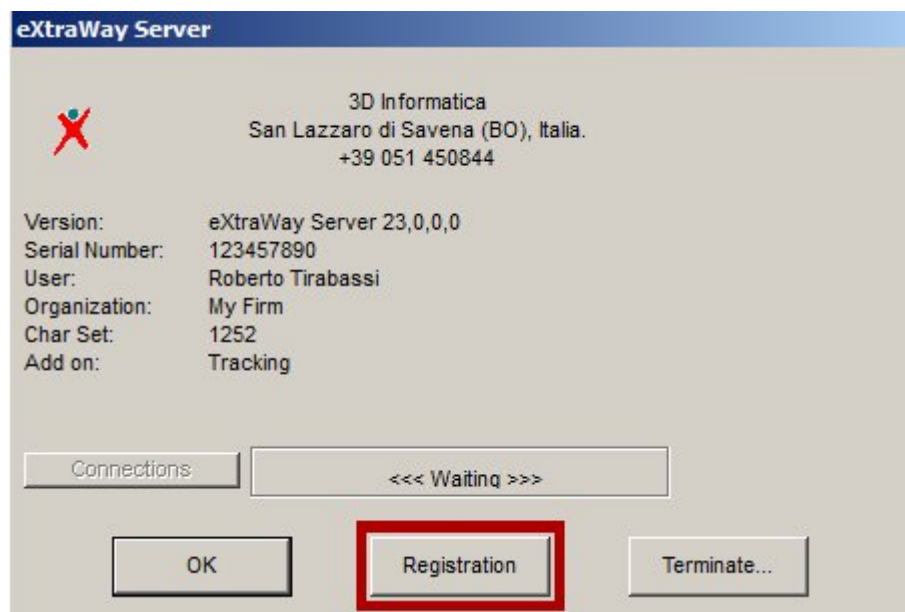 eXtraWay Server
3D Informatica
San Lazzaro di Savena (BO), Italia.
+39 051 450844
Version: eXtraWay Server 23,0,0,0
Serial Number: 123457890
User: Roberto Tirabassi
Organization: My Firm
Char Set: 1252
Add on: Tracking
Connections <<< Waiting >>>
OK Registration Terminate...